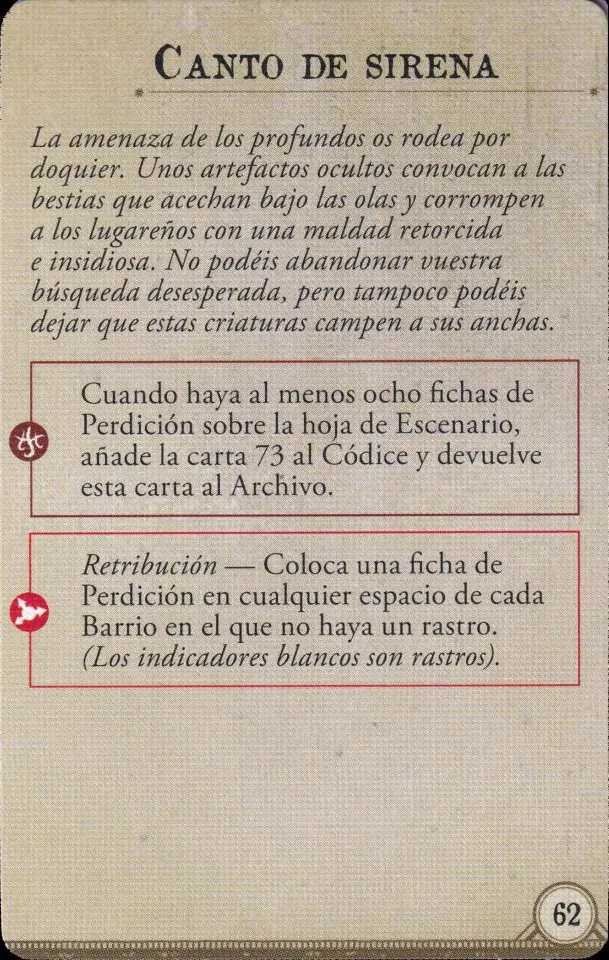 CANTO DE SIRENA
La amenaza de los profundos os rodea por
doquier. Unos artefactos ocultos convocan a las
bestias que acechan bajo las olas y corrompen
a los lugareños con una maldad retorcida
e insidiosa. No podéis abandonar vuestra
búsqueda desesperada, pero tampoco podéis
dejar que estas criaturas campen a sus anchas.
Cuando haya al menos ocho fichas de
Perdición sobre la hoja de Escenario,
añade la carta 73 al Códice y devuelve
esta carta al Archivo.
Retribución — Coloca una ficha de
Perdición en cualquier espacio de cada
Barrio en el que no haya un rastro.
(Los indicadores blancos son rastros).
62